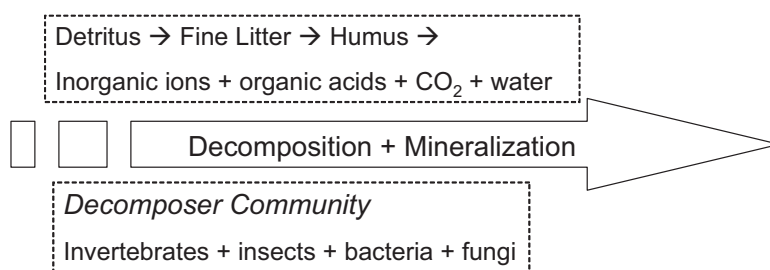 Detritus → Fine Litter → Humus →
Inorganic ions + organic acids + CO₂ + water
Decomposition + Mineralization
Decomposer Community
Invertebrates + insects + bacteria + fungi